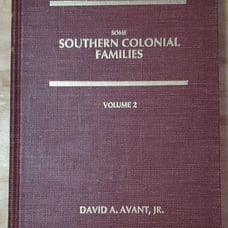 SOME
SOUTHERN COLONIAL
FAMILIES
VOLUME 2
DAVID A. AVANT, JR.